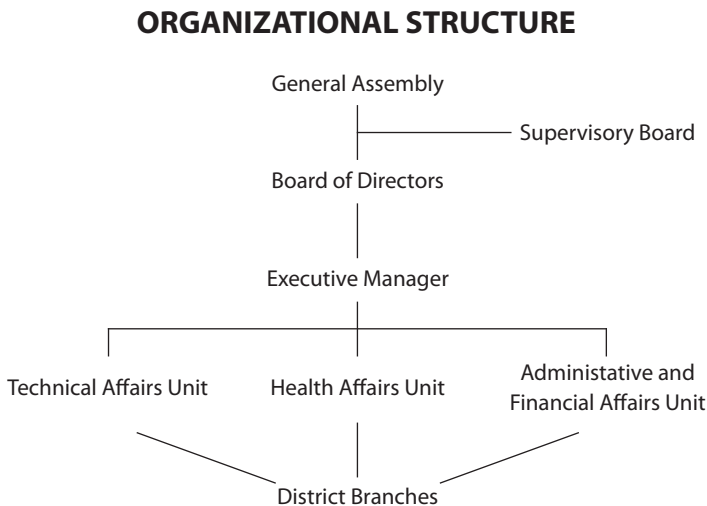 ORGANIZATIONAL STRUCTURE
General Assembly
Supervisory Board
Board of Directors
Executive Manager
Technical Affairs Unit
Health Affairs Unit
Administative and
Financial Affairs Unit
District Branches